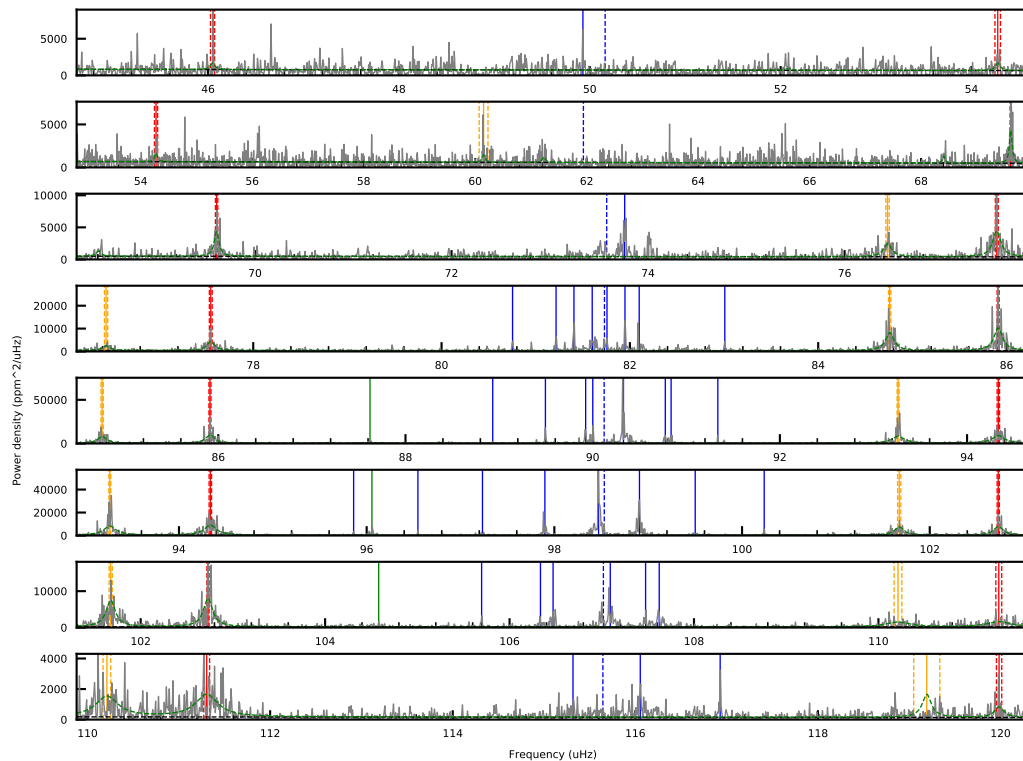 5000
0
46 48 50 52 54
5000
0
54 56 58 60 62 64 66 68
10000
5000
0
70 72 74 76
20000
10000
0
78 80 82 84 86
50000
0
86 88 90 92 94
40000
20000
0
94 96 98 100 102
10000
0
102 104 106 108 110
4000
2000
0
110 112 114 116 118 120
Power density (ppm^2/(uHz)
Frequency (uHz)